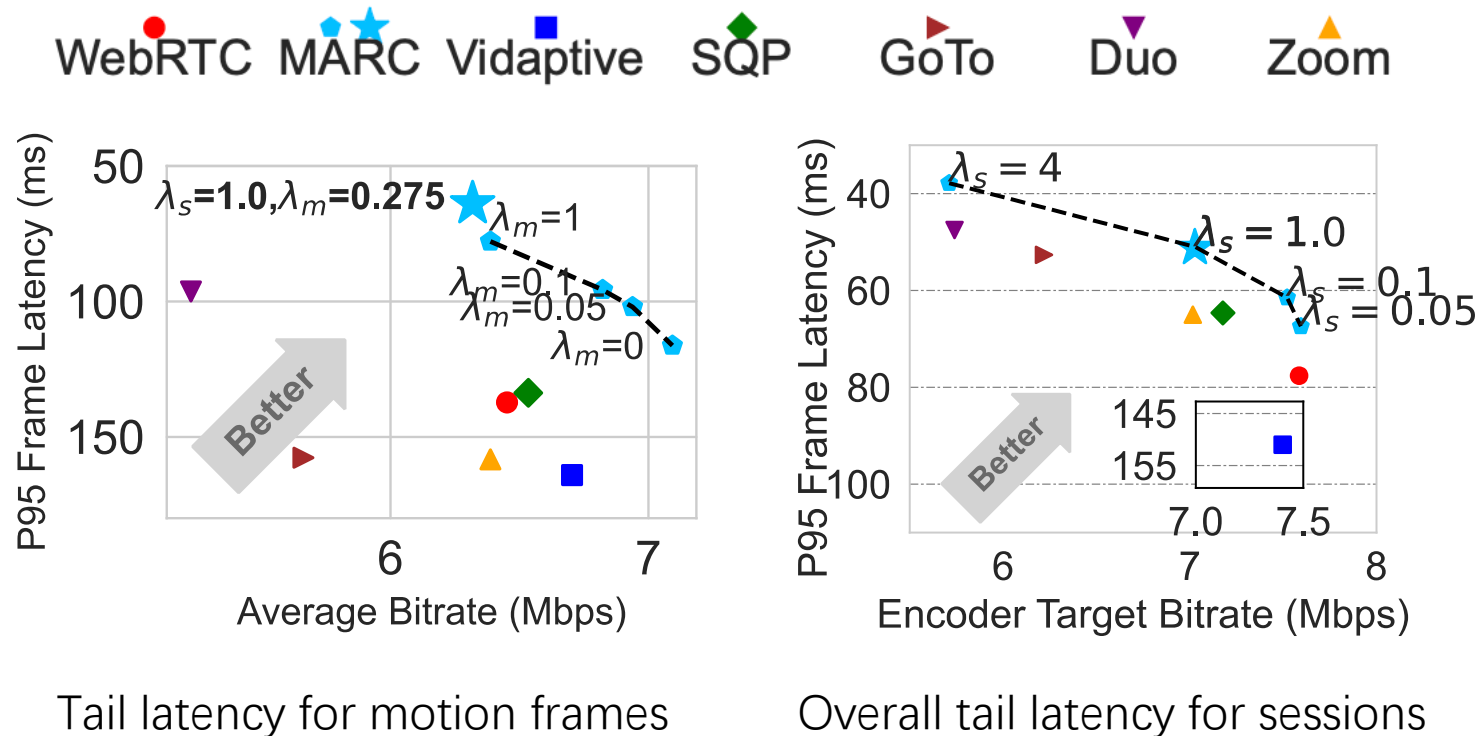 WebRTC MARC Vidaptive SQP GoTo Duo Zoom
P95 Frame Latency (ms)
50
100
150
λs=1.0,λm=0.275
λm=1
λm=0.1
λm=0.05
λm=0
Better
6 7
Average Bitrate (Mbps)
Tail latency for motion frames
P95 Frame Latency (ms)
40
60
80
100
λs = 4
λs = 1.0
λs = 0.1
λs = 0.05
Better
145
155
7.0 7.5
6 7 8
Encoder Target Bitrate (Mbps)
Overall tail latency for sessions